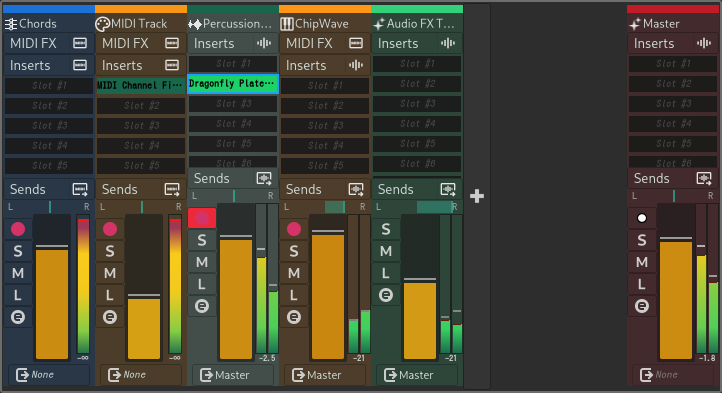 Chords MIDI Track Percussion... ChipWave Audio FX T... Master
MIDI FX MIDI FX Inserts MIDI FX Inserts Inserts
Inserts Inserts Slot #1 Inserts Slot #1 Slot #1
Slot #1 MIDI Channel Fi... Dragonfly Plate... Slot #1 Slot #2 Slot #2
Slot #2 Slot #2 Slot #3 Slot #2 Slot #3 Slot #3
Slot #3 Slot #3 Slot #4 Slot #3 Slot #4 Slot #4
Slot #4 Slot #4 Slot #5 Slot #4 Slot #5 Slot #5
Slot #5 Slot #5 Slot #5 Slot #6 Slot #6
Sends Sends Sends Sends Sends Sends
L R L R L R L R L R L R
S S S S S S
M M M M M M
L L L L L L
e e e e e e
-∞ -∞ -2.5 -21 -21 -1.8
None None Master Master Master None